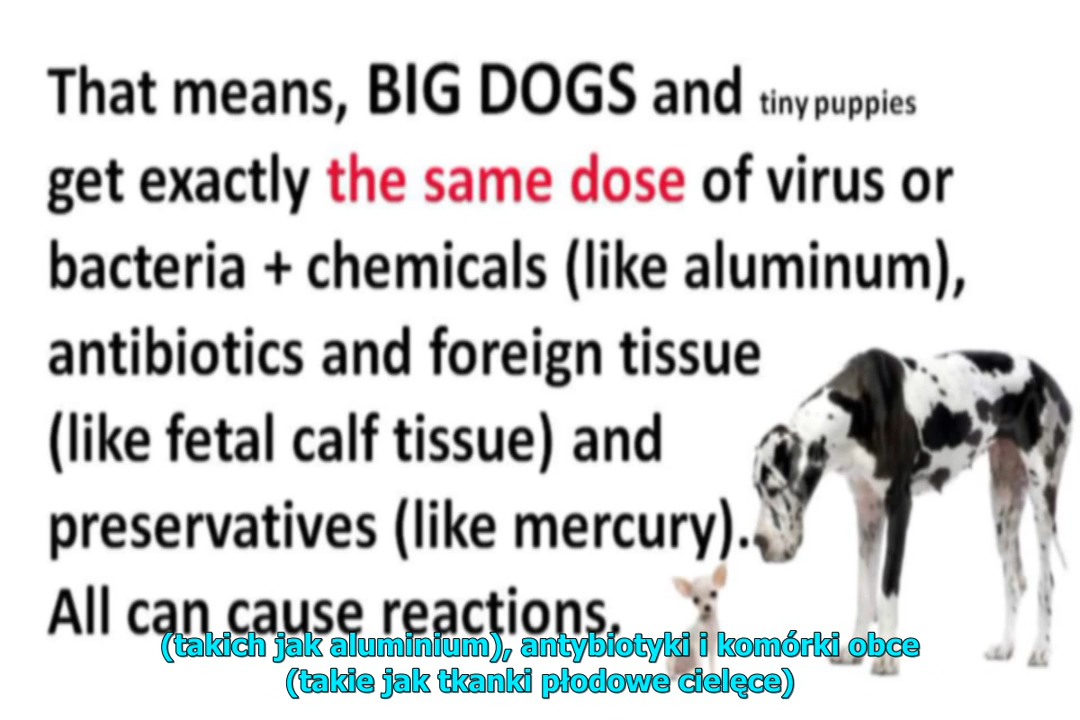 That means, BIG DOGS and tiny puppies
get exactly the same dose of virus or
bacteria + chemicals (like aluminum),
antibiotics and foreign tissue
(like fetal calf tissue) and
preservatives (like mercury).
All can cause reactions.
(takich jak aluminium), antybiotyki i komórki obce
(takie jak tkanki płodowe cielęce)